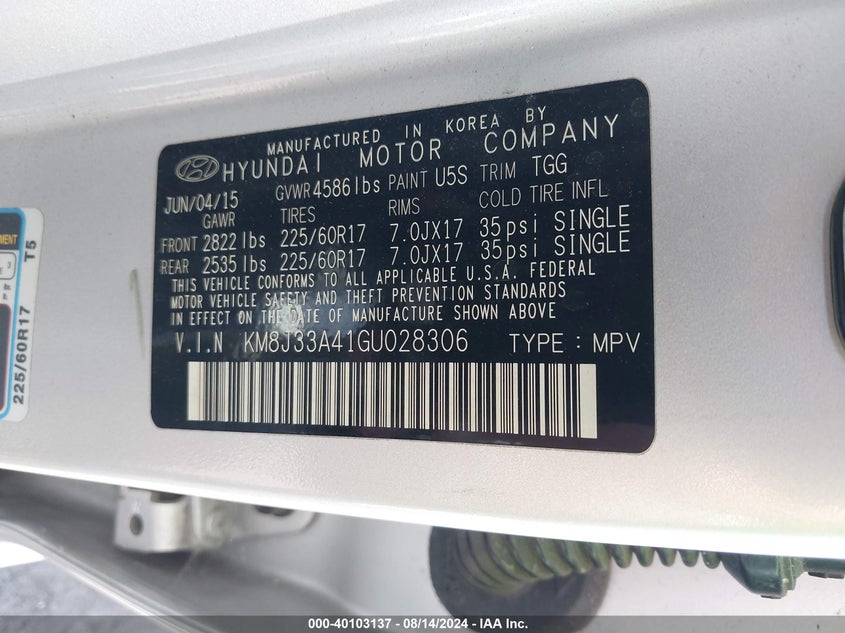 MANUFACTURED IN KOREA BY
HYUNDAI MOTOR COMPANY
JUN/04/15 GVWR 4586 lbs PAINT U5S TRIM TGG
GAWR TIRES RIMS COLD TIRE INFL
FRONT 2822 lbs 225/60R17 7.0JX17 35psi SINGLE
REAR 2535 lbs 225/60R17 7.0JX17 35psi SINGLE
THIS VEHICLE CONFORMS TO ALL APPLICABLE U.S.A. FEDERAL
MOTOR VEHICLE SAFETY AND THEFT PREVENTION STANDARDS
IN EFFECT ON THE DATE OF MANUFACTURE SHOWN ABOVE
V.I.N KM8J33A41GU028306 TYPE : MPV
T5
225/60R17
000-40103137 - 08/14/2024 - IAA Inc.